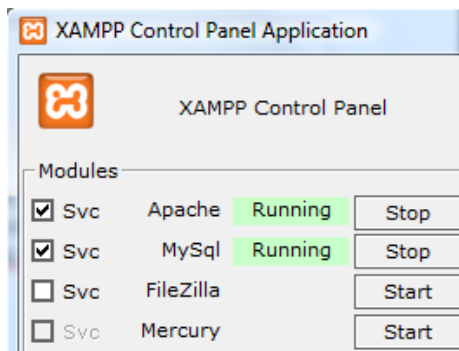 XAMPP Control Panel Application
XAMPP Control Panel
Modules
Svc Apache Running Stop
Svc MySql Running Stop
Svc FileZilla Start
Svc Mercury Start